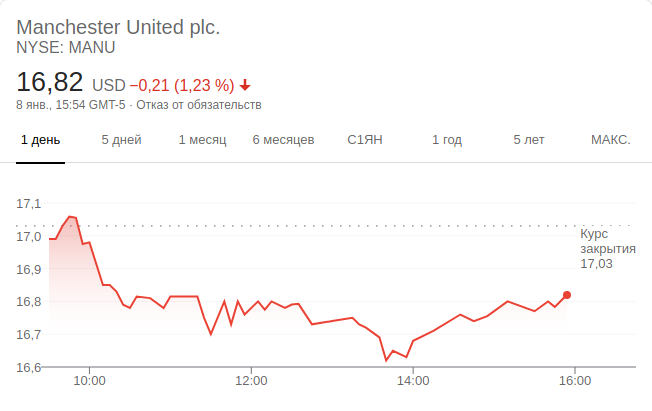 Manchester United plc.
NYSE: MANU
16,82 USD −0,21 (1,23 %)
8 янв., 15:54 GMT-5 · Отказ от обязательств
1 день 5 дней 1 месяц 6 месяцев С1ЯН 1 год 5 лет МАКС.
17,1
17,0
Курс
закрытия
17,03
16,9
16,8
16,7
16,6
10:00 12:00 14:00 16:00